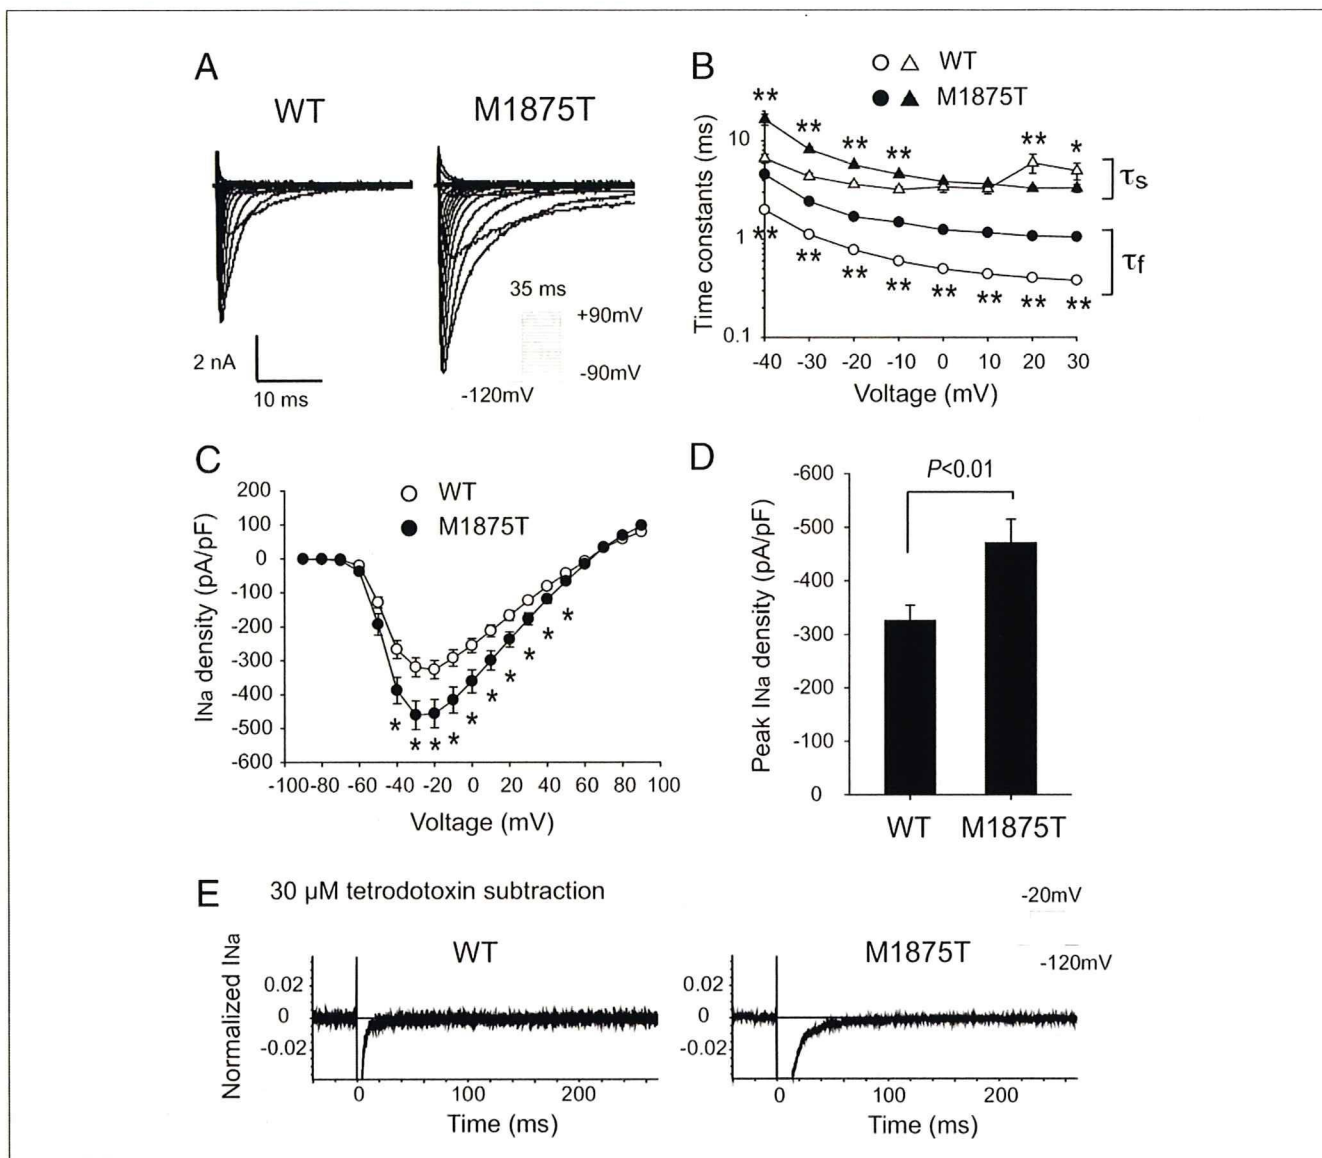 A
WT
M1875T
2 nA
10 ms
35 ms
+90mV
-90mV
-120mV
B
WT
M1875T
Time constants (ms)
10
1
0.1
** ** ** ** ** *
** ** ** ** ** ** ** **
τs
τf
-40 -30 -20 -10 0 10 20 30
Voltage (mV)
C
WT
M1875T
INa density (pA/pF)
200
100
0
-100
-200
-300
-400
-500
-600
* * * * * * * * * *
-100 -80 -60 -40 -20 0 20 40 60 80 100
Voltage (mV)
D
P<0.01
Peak INa density (pA/pF)
-600
-500
-400
-300
-200
-100
0
WT M1875T
E
30 µM tetrodotoxin subtraction
Normalized INa
WT
0.02
0
-0.02
0 100 200
Time (ms)
M1875T
-20mV
-120mV
0.02
0
-0.02
0 100 200
Time (ms)